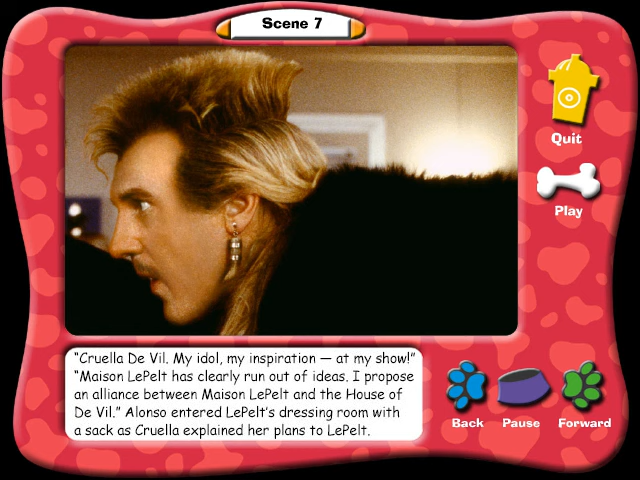 Scene 7
Quit
Play
“Cruella De Vil. My idol, my inspiration — at my show!”
“Maison LePelt has clearly run out of ideas. I propose
an alliance between Maison LePelt and the House of
De Vil.” Alonso entered LePelt’s dressing room with
a sack as Cruella explained her plans to LePelt.
Back
Pause
Forward